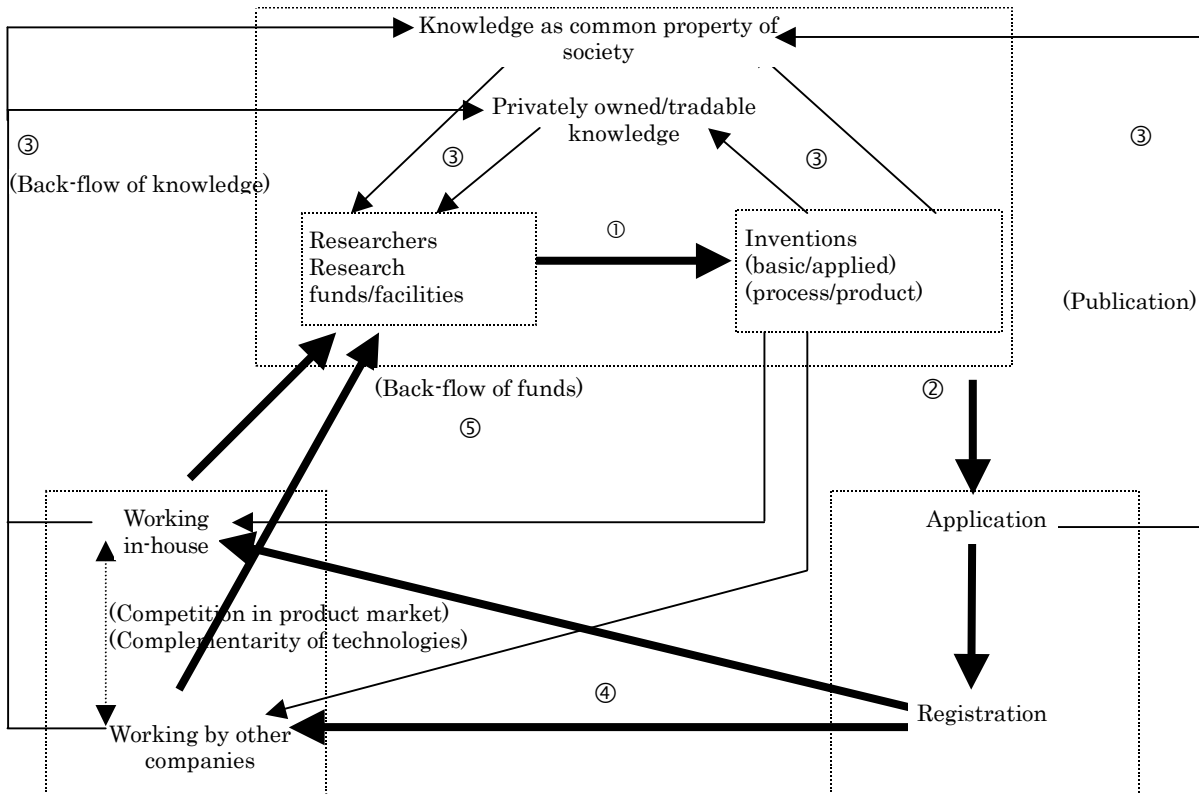 Knowledge as common property of
society
Privately owned/tradable
knowledge
③
(Back-flow of knowledge)
③
③
③
(Publication)
Researchers
Research
funds/facilities
①
Inventions
(basic/applied)
(process/product)
(Back-flow of funds)
⑤
②
Working
in-house
Application
(Competition in product market)
(Complementarity of technologies)
④
Registration
Working by other
companies